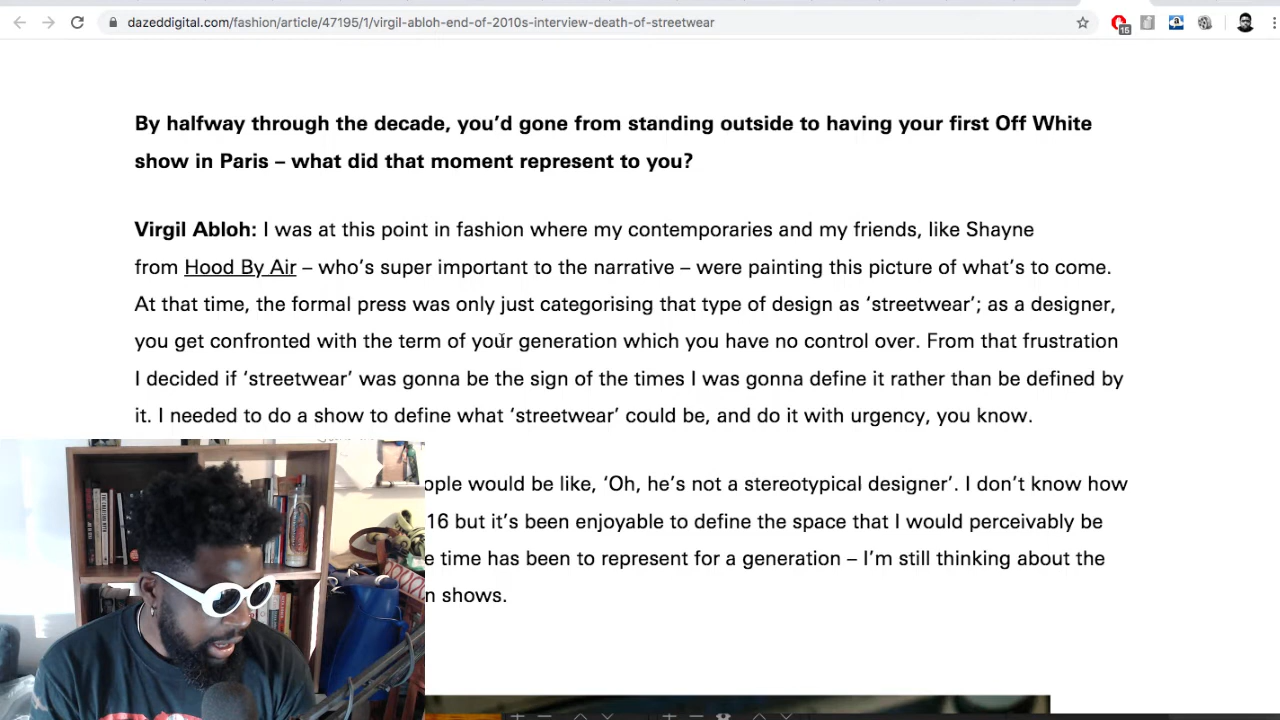 dazeddigital.com/fashion/article/47195/1/virgil-abloh-end-of-2010s-interview-death-of-streetwear
15
By halfway through the decade, you’d gone from standing outside to having your first Off White
show in Paris – what did that moment represent to you?
Virgil Abloh: I was at this point in fashion where my contemporaries and my friends, like Shayne
from Hood By Air – who’s super important to the narrative – were painting this picture of what’s to come.
At that time, the formal press was only just categorising that type of design as ‘streetwear’; as a designer,
you get confronted with the term of your generation which you have no control over. From that frustration
I decided if ‘streetwear’ was gonna be the sign of the times I was gonna define it rather than be defined by
it. I needed to do a show to define what ‘streetwear’ could be, and do it with urgency, you know.
ople would be like, ‘Oh, he’s not a stereotypical designer’. I don’t know how
16 but it’s been enjoyable to define the space that I would perceivably be
e time has been to represent for a generation – I’m still thinking about the
n shows.